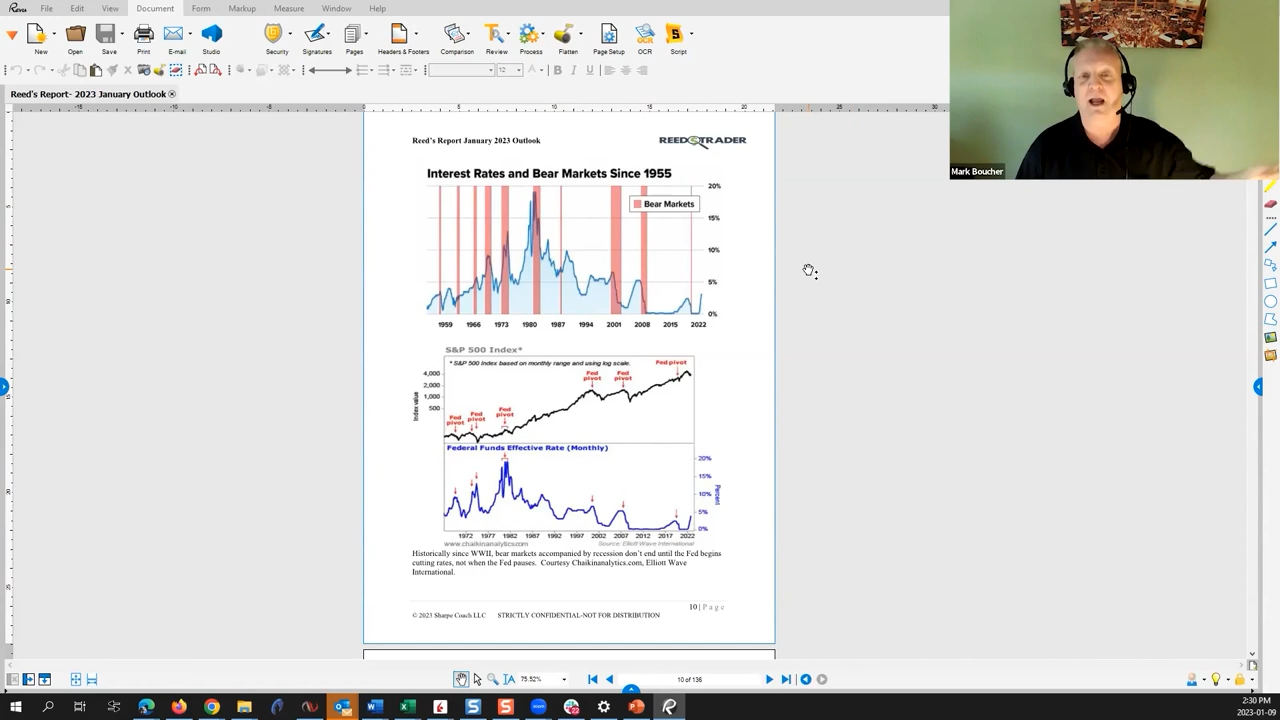 File Edit View Document Form Markup Measure Window Help
New Open Save Print E-mail Studio Security Signatures Pages Headers & Footers Comparison Review Process Flatten Page Setup OCR Script
12
Reed's Report- 2023 January Outlook
Mark Boucher
Reed's Report January 2023 Outlook REEDSTRADER
Interest Rates and Bear Markets Since 1955
20%
Bear Markets
15%
10%
5%
0%
1959 1966 1973 1980 1987 1994 2001 2008 2015 2022
S&P 500 Index*
* S&P 500 Index based on monthly range and using log scale.
Fed pivot
Fed pivot
Fed pivot
Fed pivot
Fed pivot
Fed pivot
4,000
2,000
1,000
500
Index value
Federal Funds Effective Rate (Monthly)
20%
15%
10%
5%
0%
Percent
1972 1977 1982 1987 1992 1997 2002 2007 2012 2017 2022
www.chaikinanalytics.com Source: Elliott Wave International
Historically since WWII, bear markets accompanied by recession don't end until the Fed begins
cutting rates, not when the Fed pauses. Courtesy Chaikinanalytics.com, Elliott Wave
International.
10 | Page
© 2023 Sharpe Coach LLC STRICTLY CONFIDENTIAL-NOT FOR DISTRIBUTION
75.52% 10 of 136
2:30 PM
2023-01-09